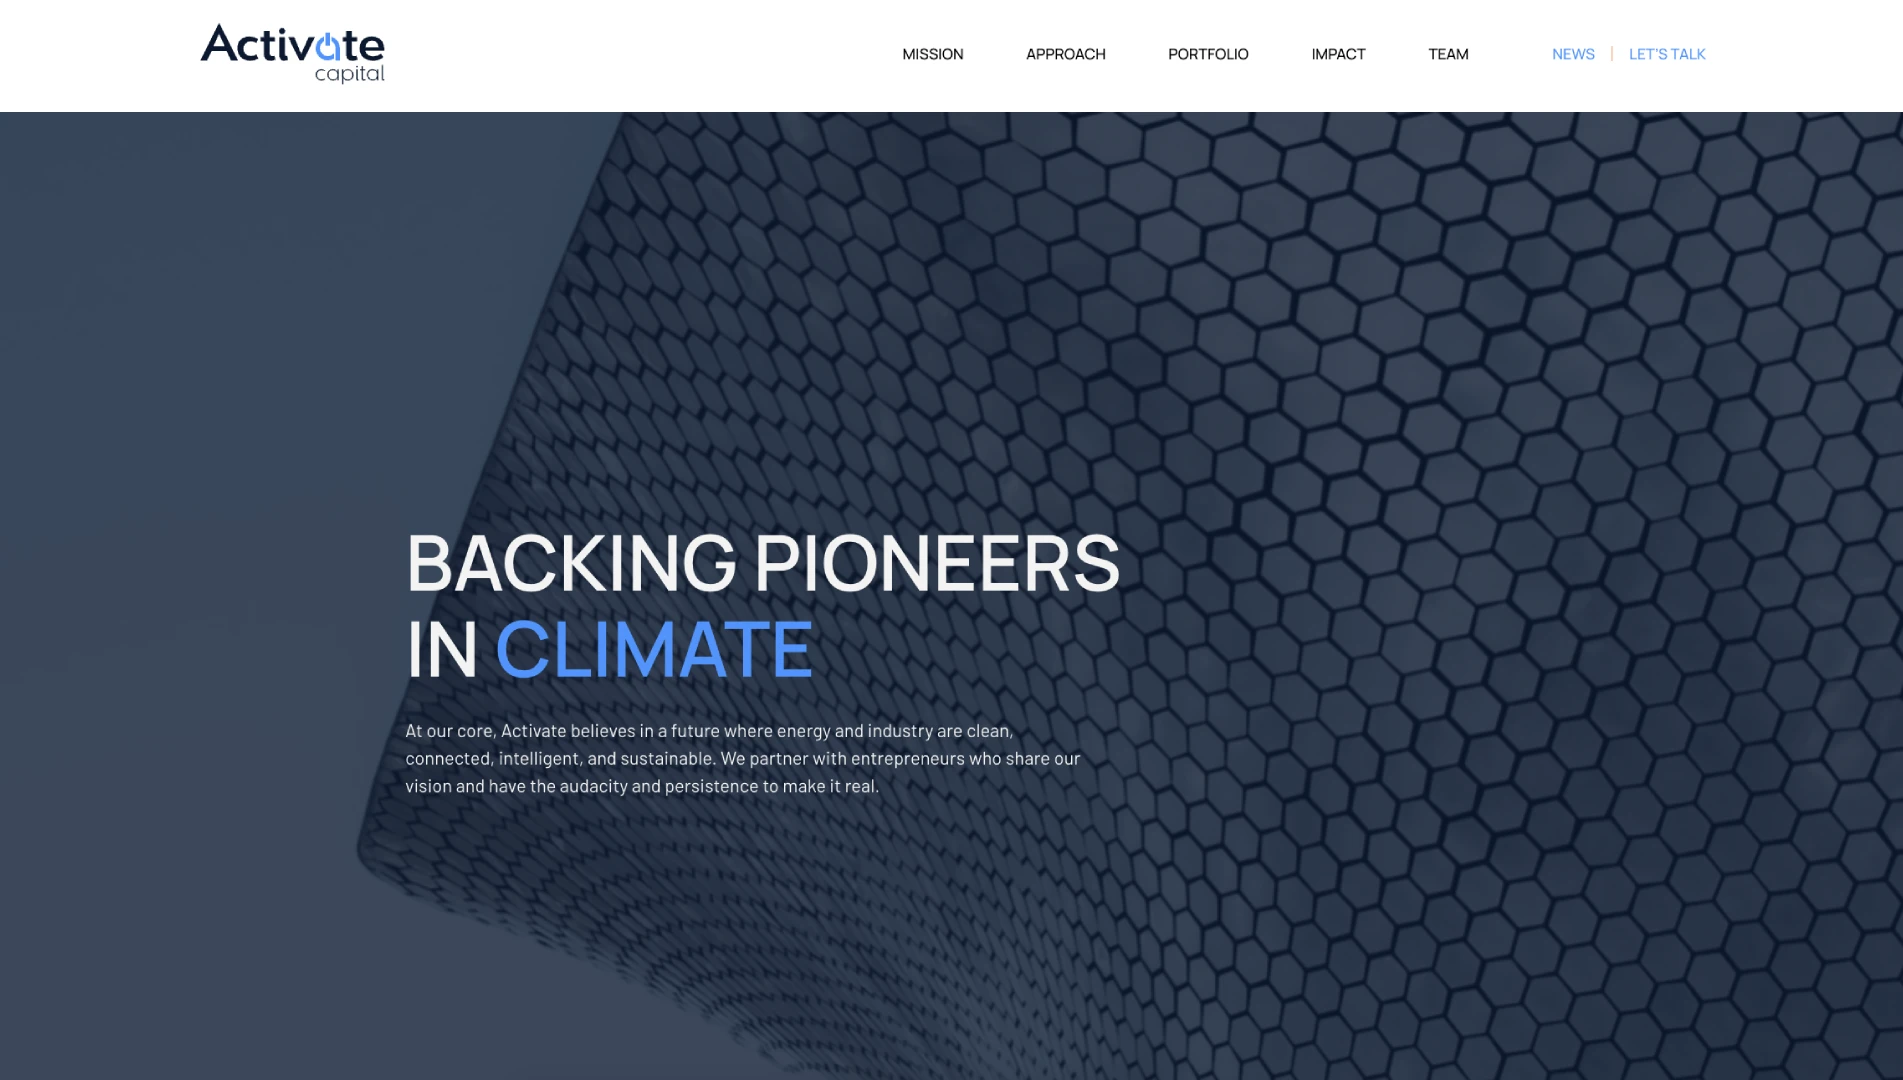 Activate
capital
MISSION
APPROACH
PORTFOLIO
IMPACT
TEAM
NEWS
LET'S TALK
BACKING PIONEERS
IN CLIMATE
At our core, Activate believes in a future where energy and industry are clean,
connected, intelligent, and sustainable. We partner with entrepreneurs who share our
vision and have the audacity and persistence to make it real.